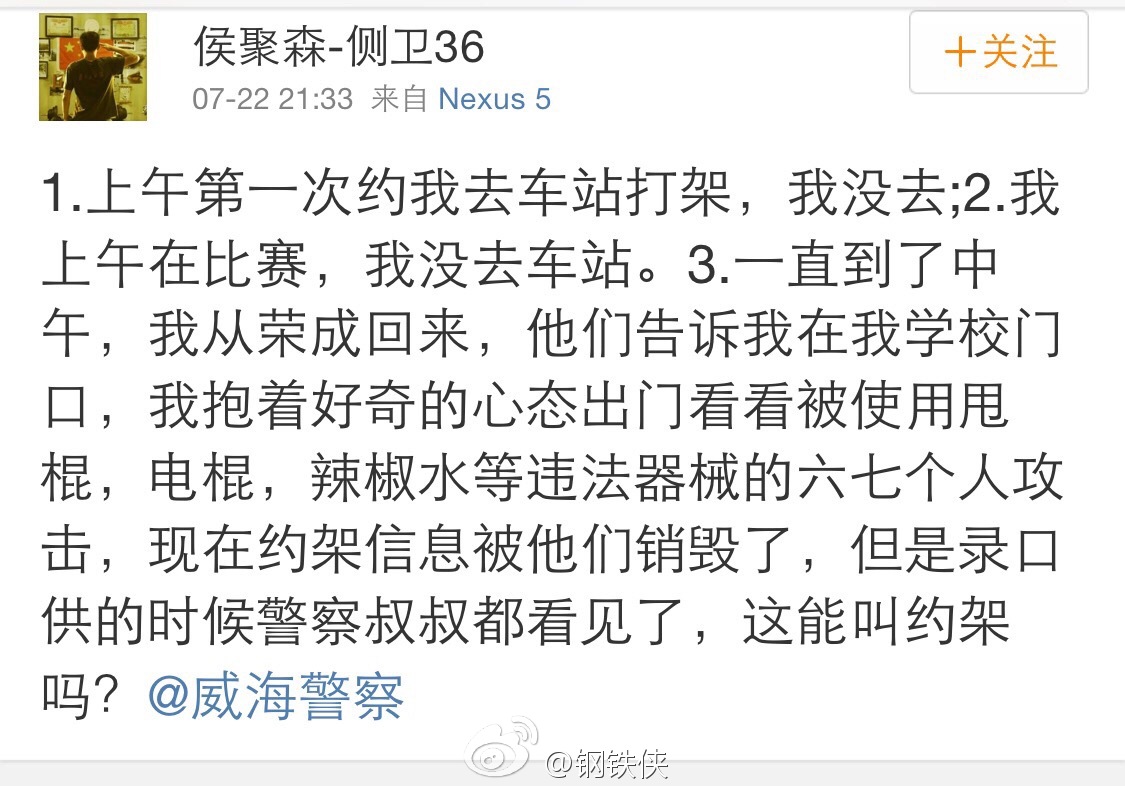 侯聚森-侧卫36
+关注
07-22 21:33 来自 Nexus 5
1.上午第一次约我去车站打架，我没去;2.我
上午在比赛，我没去车站。3.一直到了中
午，我从荣成回来，他们告诉我在我学校门
口，我抱着好奇的心态出门看看被使用甩
棍，电棍，辣椒水等违法器械的六七个人攻
击，现在约架信息被他们销毁了，但是录口
供的时候警察叔叔都看见了，这能叫约架
吗？@威海警察
@钢铁侠